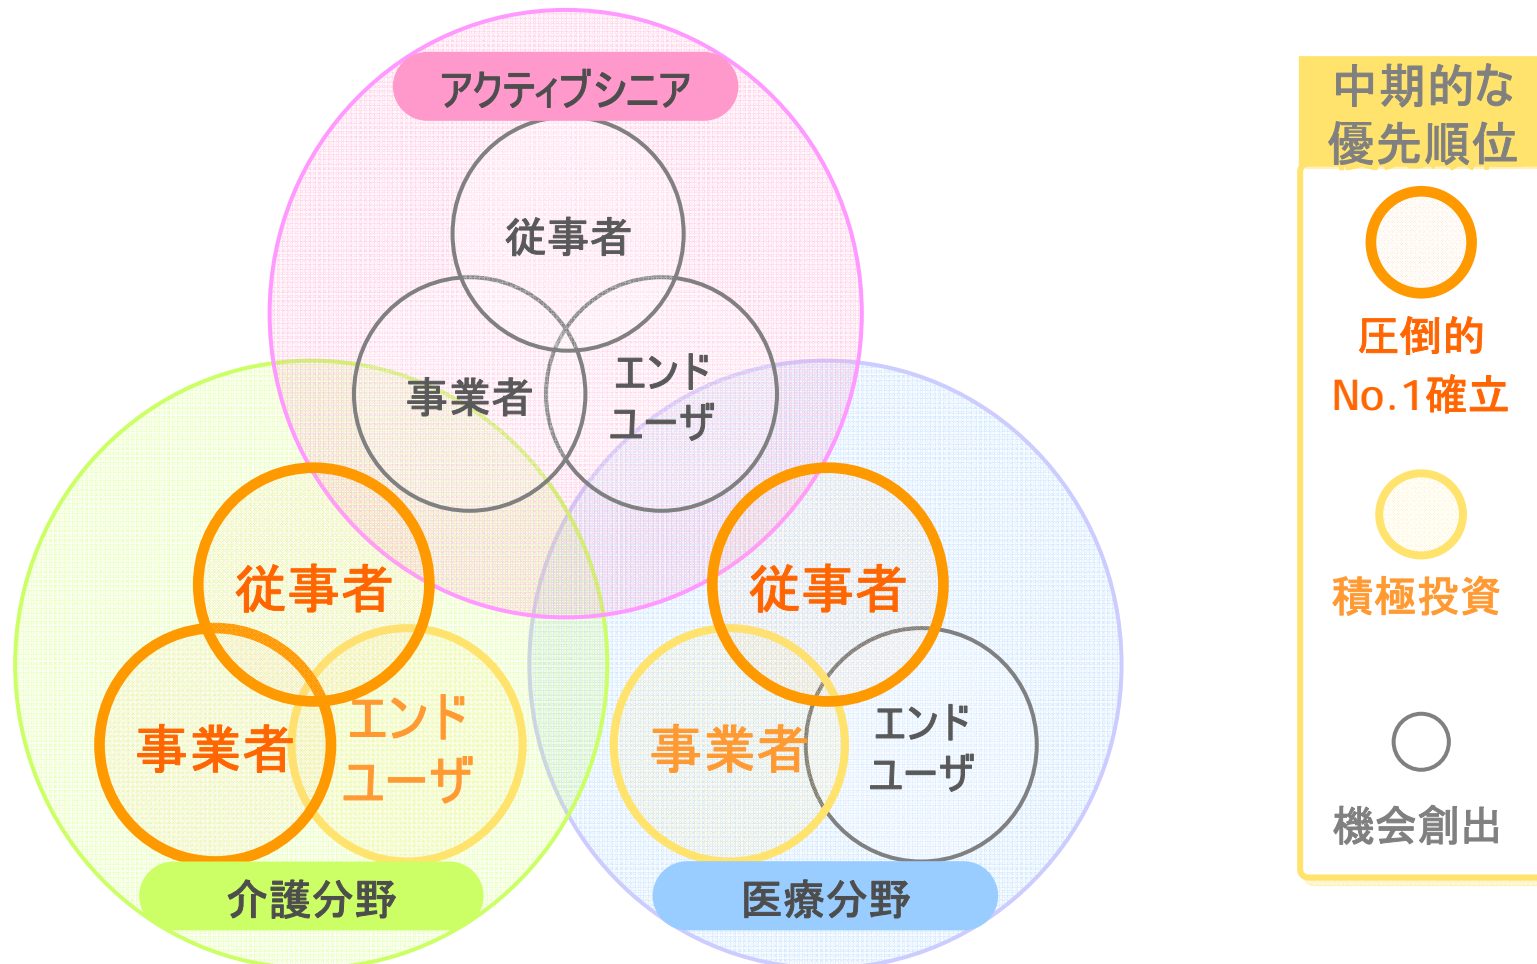 アクティブシニア
従事者
事業者
エンド
ユーザ
従事者
事業者
エンド
ユーザ
介護分野
従事者
事業者
エンド
ユーザ
医療分野
中期的な
優先順位
圧倒的
No.1確立
積極投資
機会創出